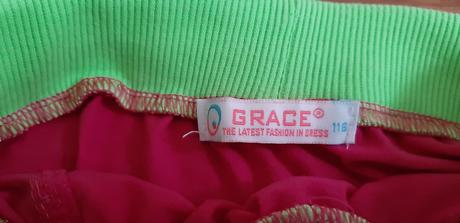 GRACE®
THE LATEST FASHION IN DRESS
116